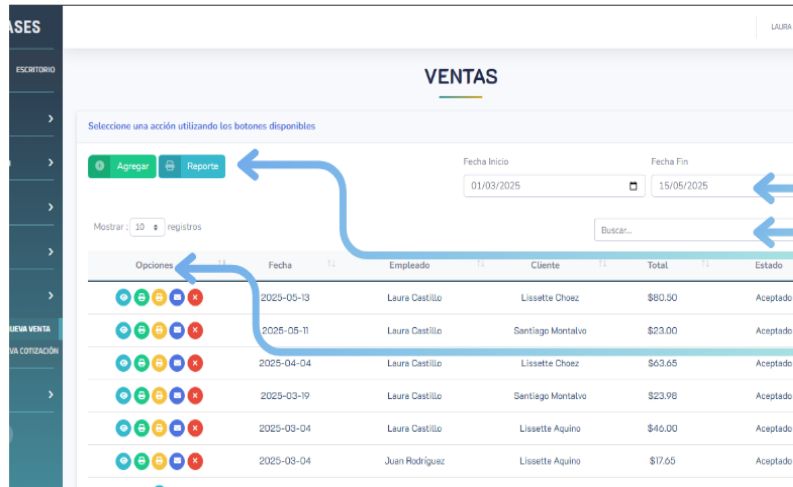 ASES
LAURA
ESCRITORIO
VENTAS
Seleccione una acción utilizando los botones disponibles
Agregar Reporte
Fecha Inicio Fecha Fin
01/03/2025 15/05/2025
Mostrar : 10 registros
Buscar...
Opciones Fecha Empleado Cliente Total Estado
2025-05-13 Laura Castillo Lissette Choez $80.50 Aceptado
UEVA VENTA
2025-05-11 Laura Castillo Santiago Montalvo $23.00 Aceptado
VA COTIZACIÓN
2025-04-04 Laura Castillo Lissette Choez $63.65 Aceptado
2025-03-19 Laura Castillo Santiago Montalvo $23.98 Aceptado
2025-03-04 Laura Castillo Lissette Aquino $46.00 Aceptado
2025-03-04 Juan Rodríguez Lissette Aquino $17.65 Aceptado